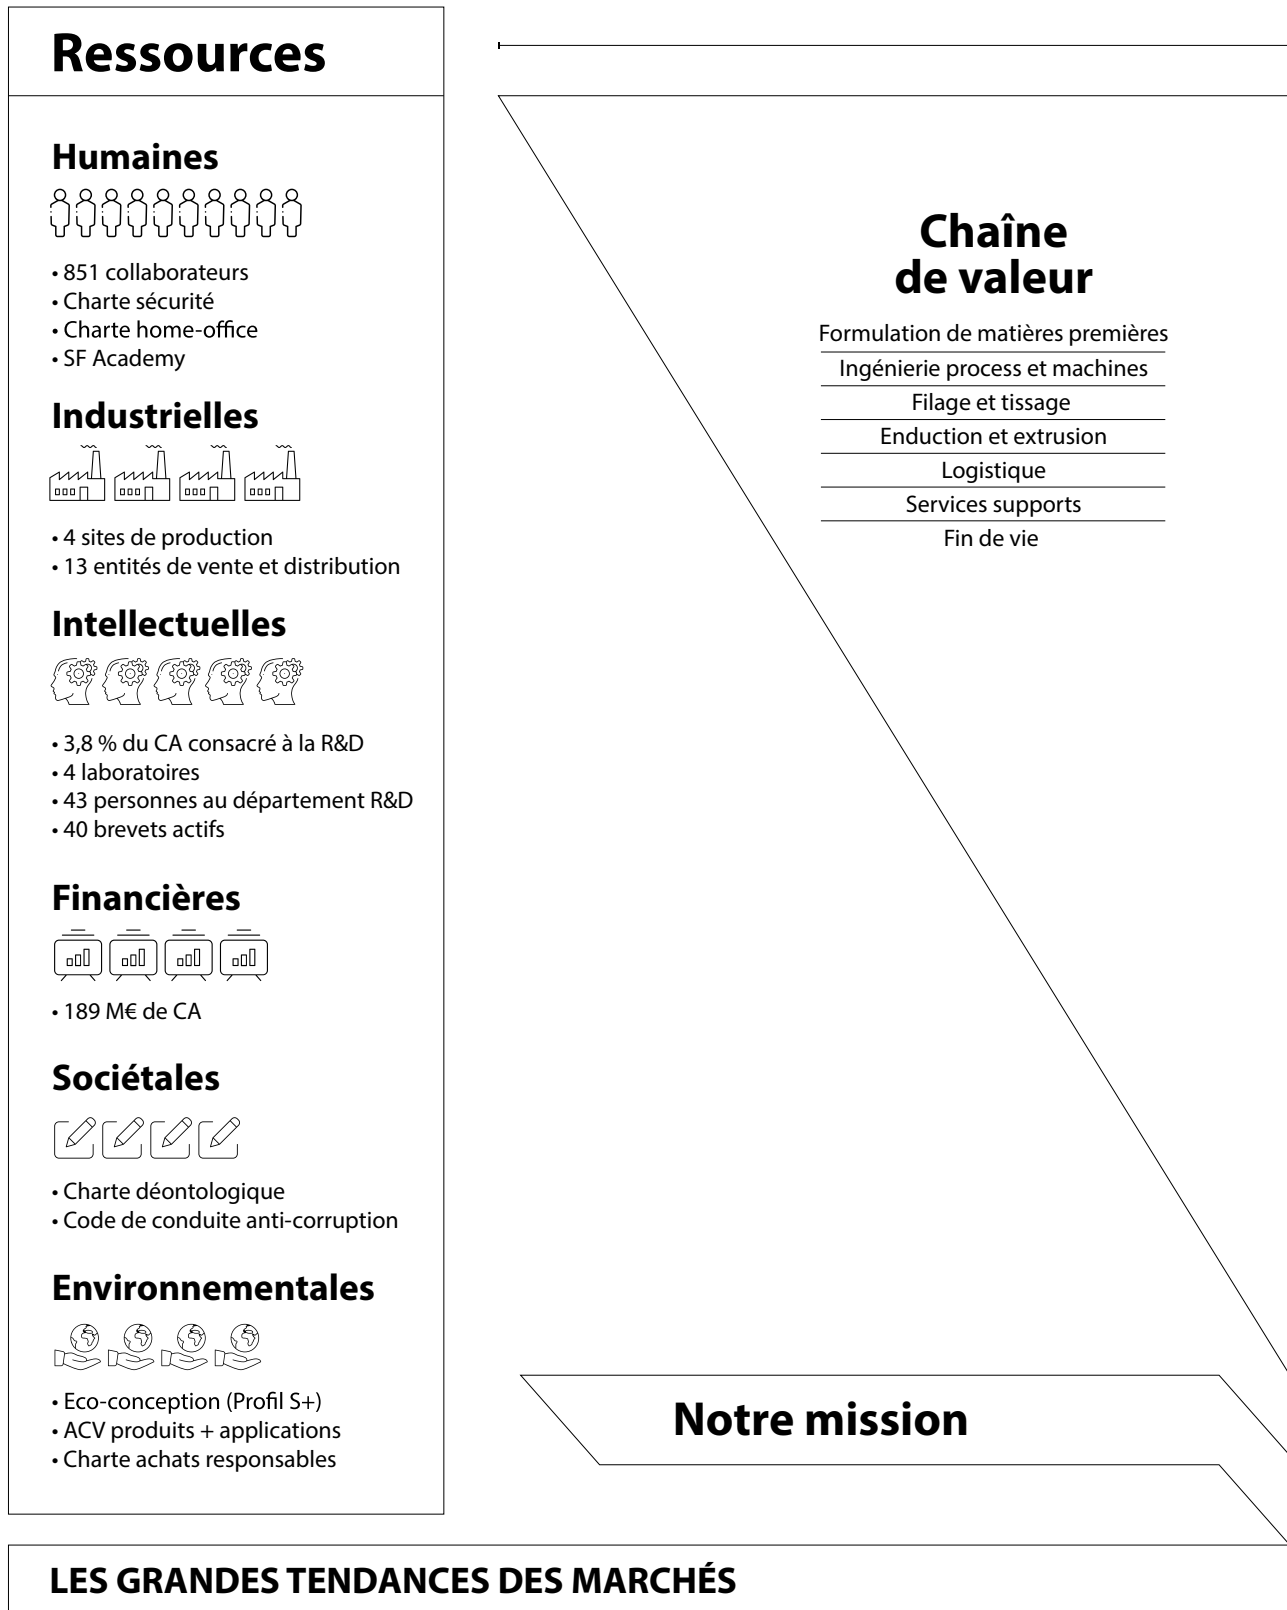 Ressources
Humaines
• 851 collaborateurs
• Charte sécurité
• Charte home-office
• SF Academy
Industrielles
• 4 sites de production
• 13 entités de vente et distribution
Intellectuelles
• 3,8 % du CA consacré à la R&D
• 4 laboratoires
• 43 personnes au département R&D
• 40 brevets actifs
Financières
• 189 M€ de CA
Sociétales
• Charte déontologique
• Code de conduite anti-corruption
Environnementales
• Eco-conception (Profil S+)
• ACV produits + applications
• Charte achats responsables
Chaîne
de valeur
Formulation de matières premières
Ingénierie process et machines
Filage et tissage
Enduction et extrusion
Logistique
Services supports
Fin de vie
Notre mission
LES GRANDES TENDANCES DES MARCHÉS